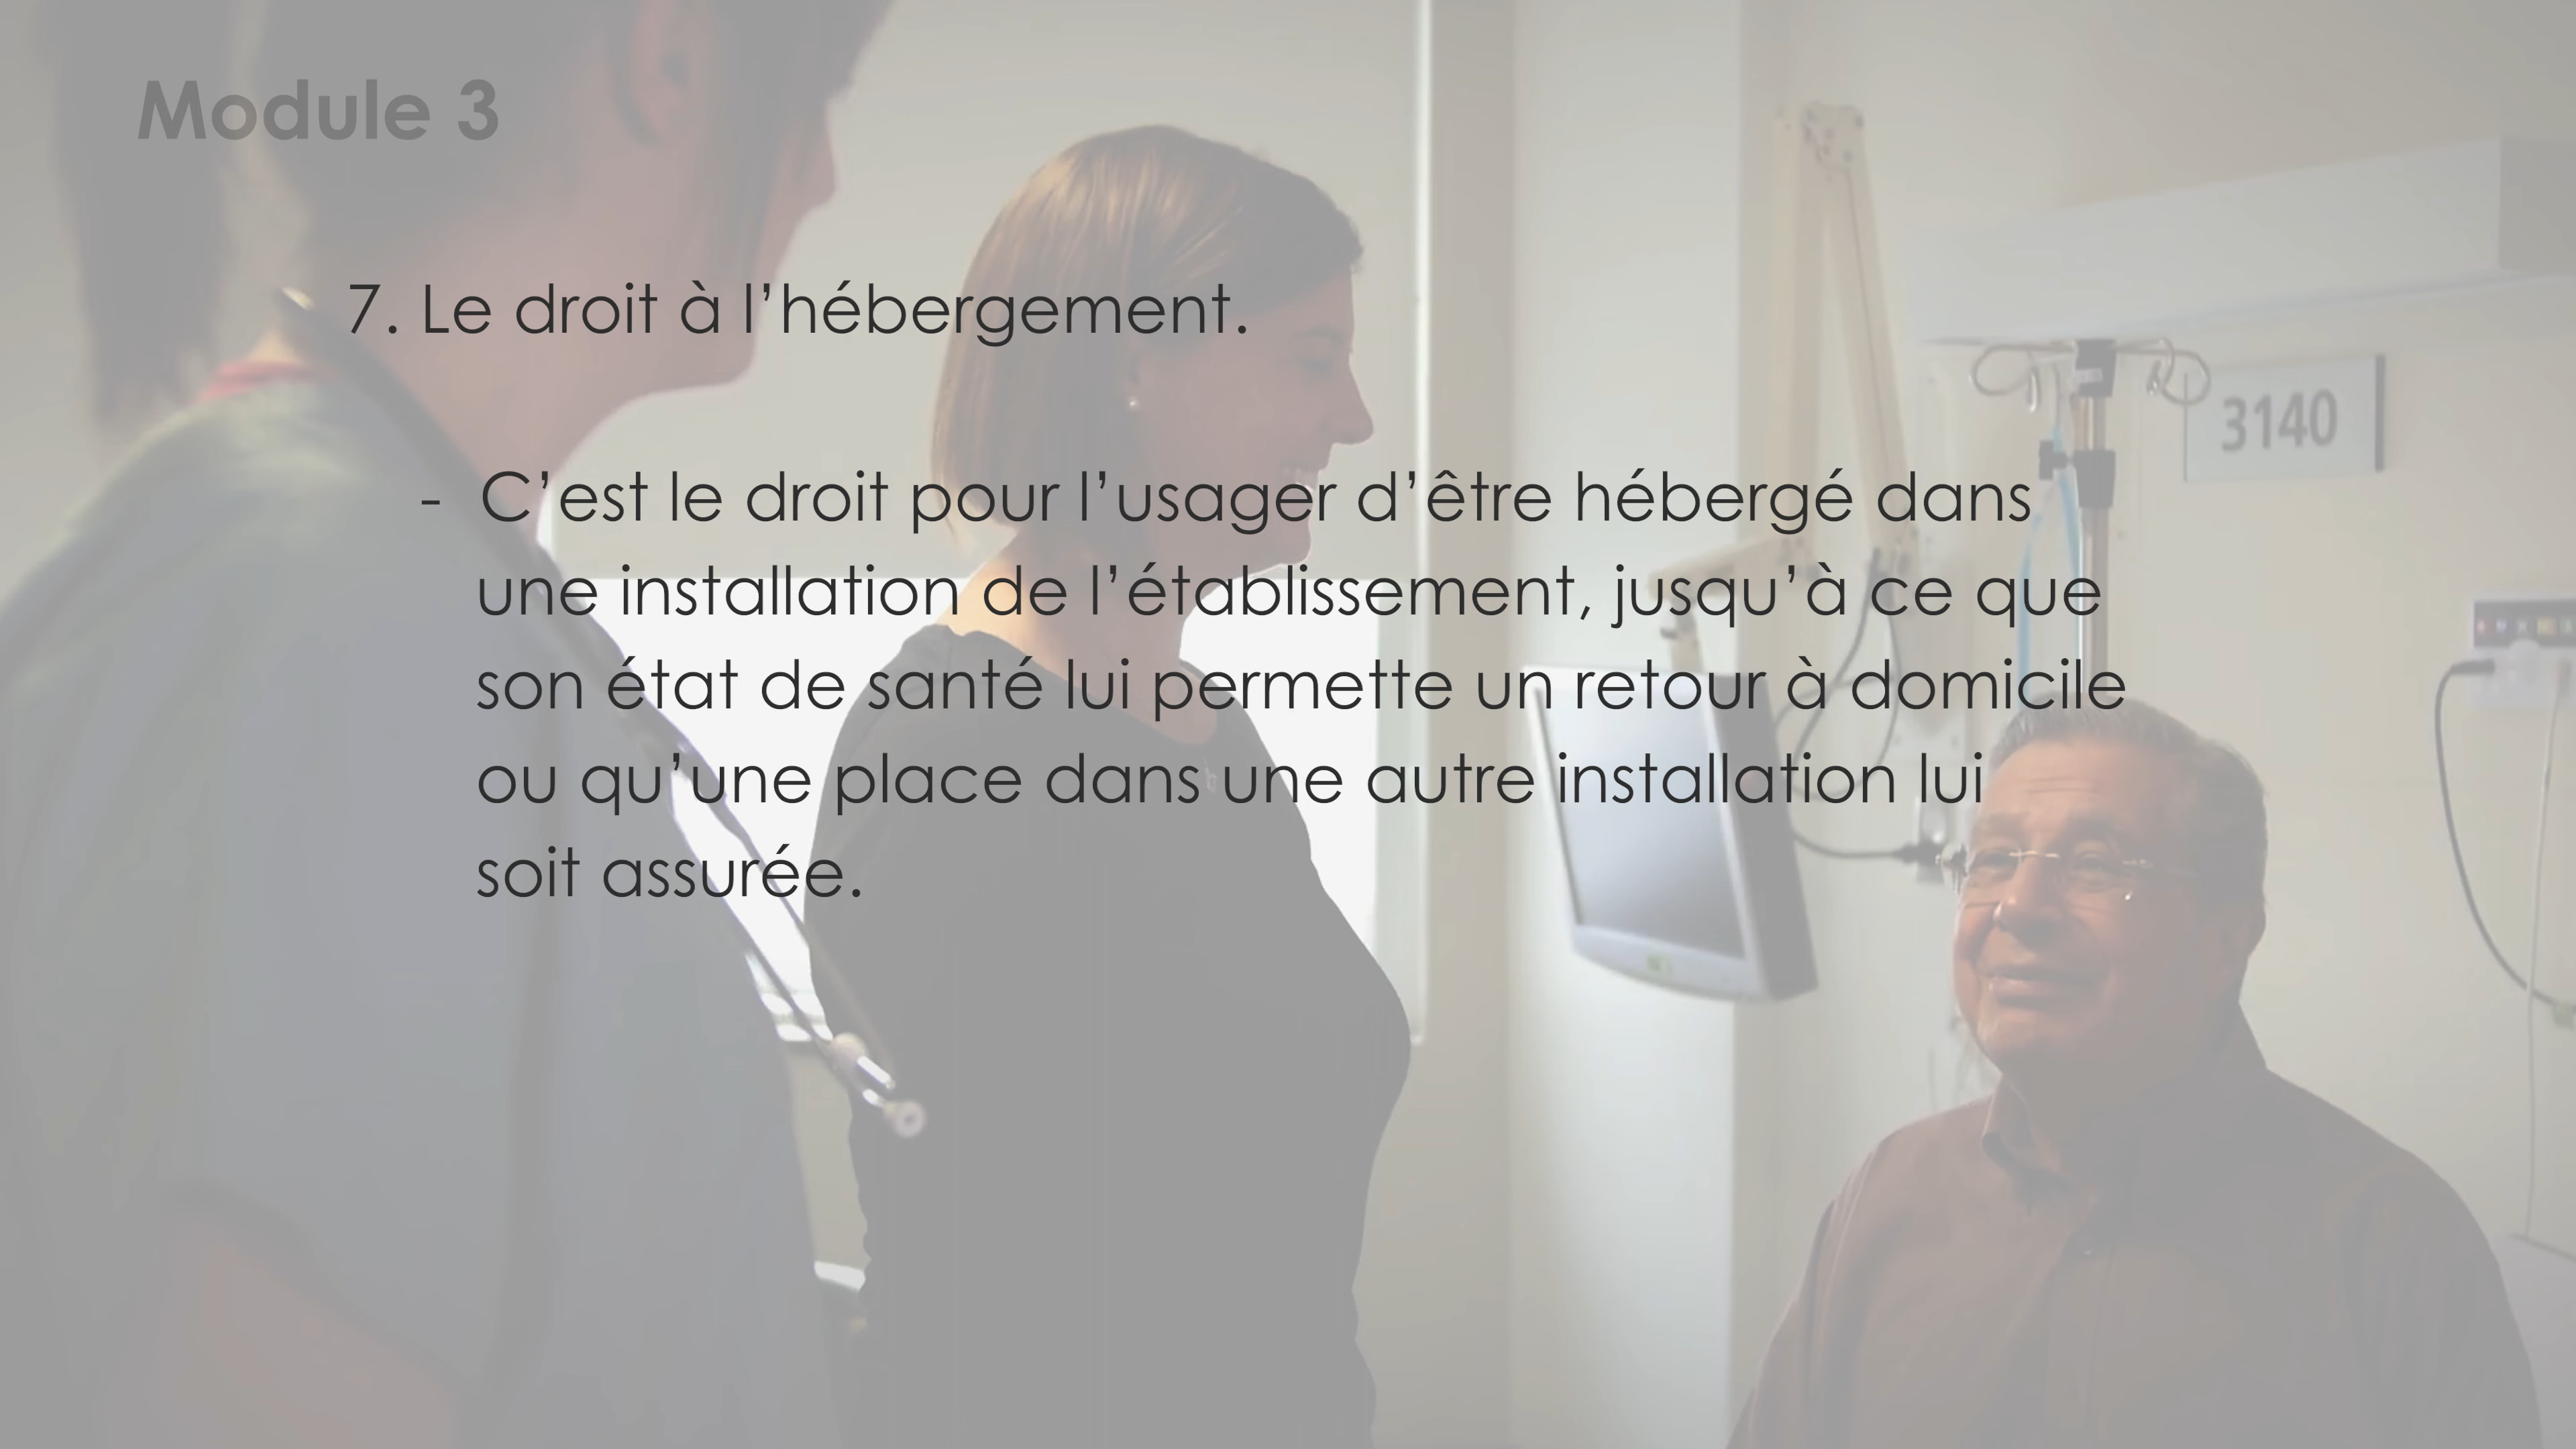 Module 3
7. Le droit à l’hébergement.
3140
- C’est le droit pour l’usager d’être hébergé dans
une installation de l’établissement, jusqu’à ce que
son état de santé lui permette un retour à domicile
ou qu’une place dans une autre installation lui
soit assurée.